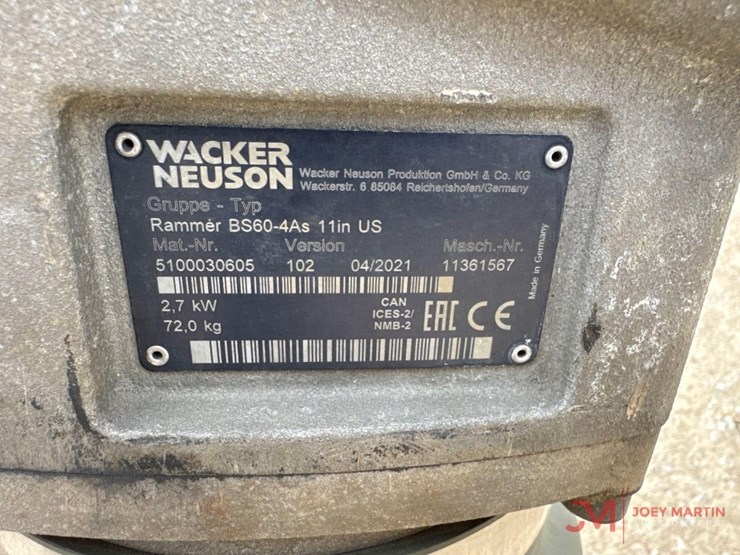 WACKER
NEUSON
Wacker Neuson Produktion GmbH & Co. KG
Wackerstr. 6 85084 Reichertshofen/Germany
Gruppe - Typ
Rammer BS60-4As 11in US
Mat.-Nr. Version Masch.-Nr.
5100030605 102 04/2021 11361567
2,7 kW
72,0 kg
CAN
ICES-2/
NMB-2
EAC CE
Made in Germany
JM JOEY MARTIN